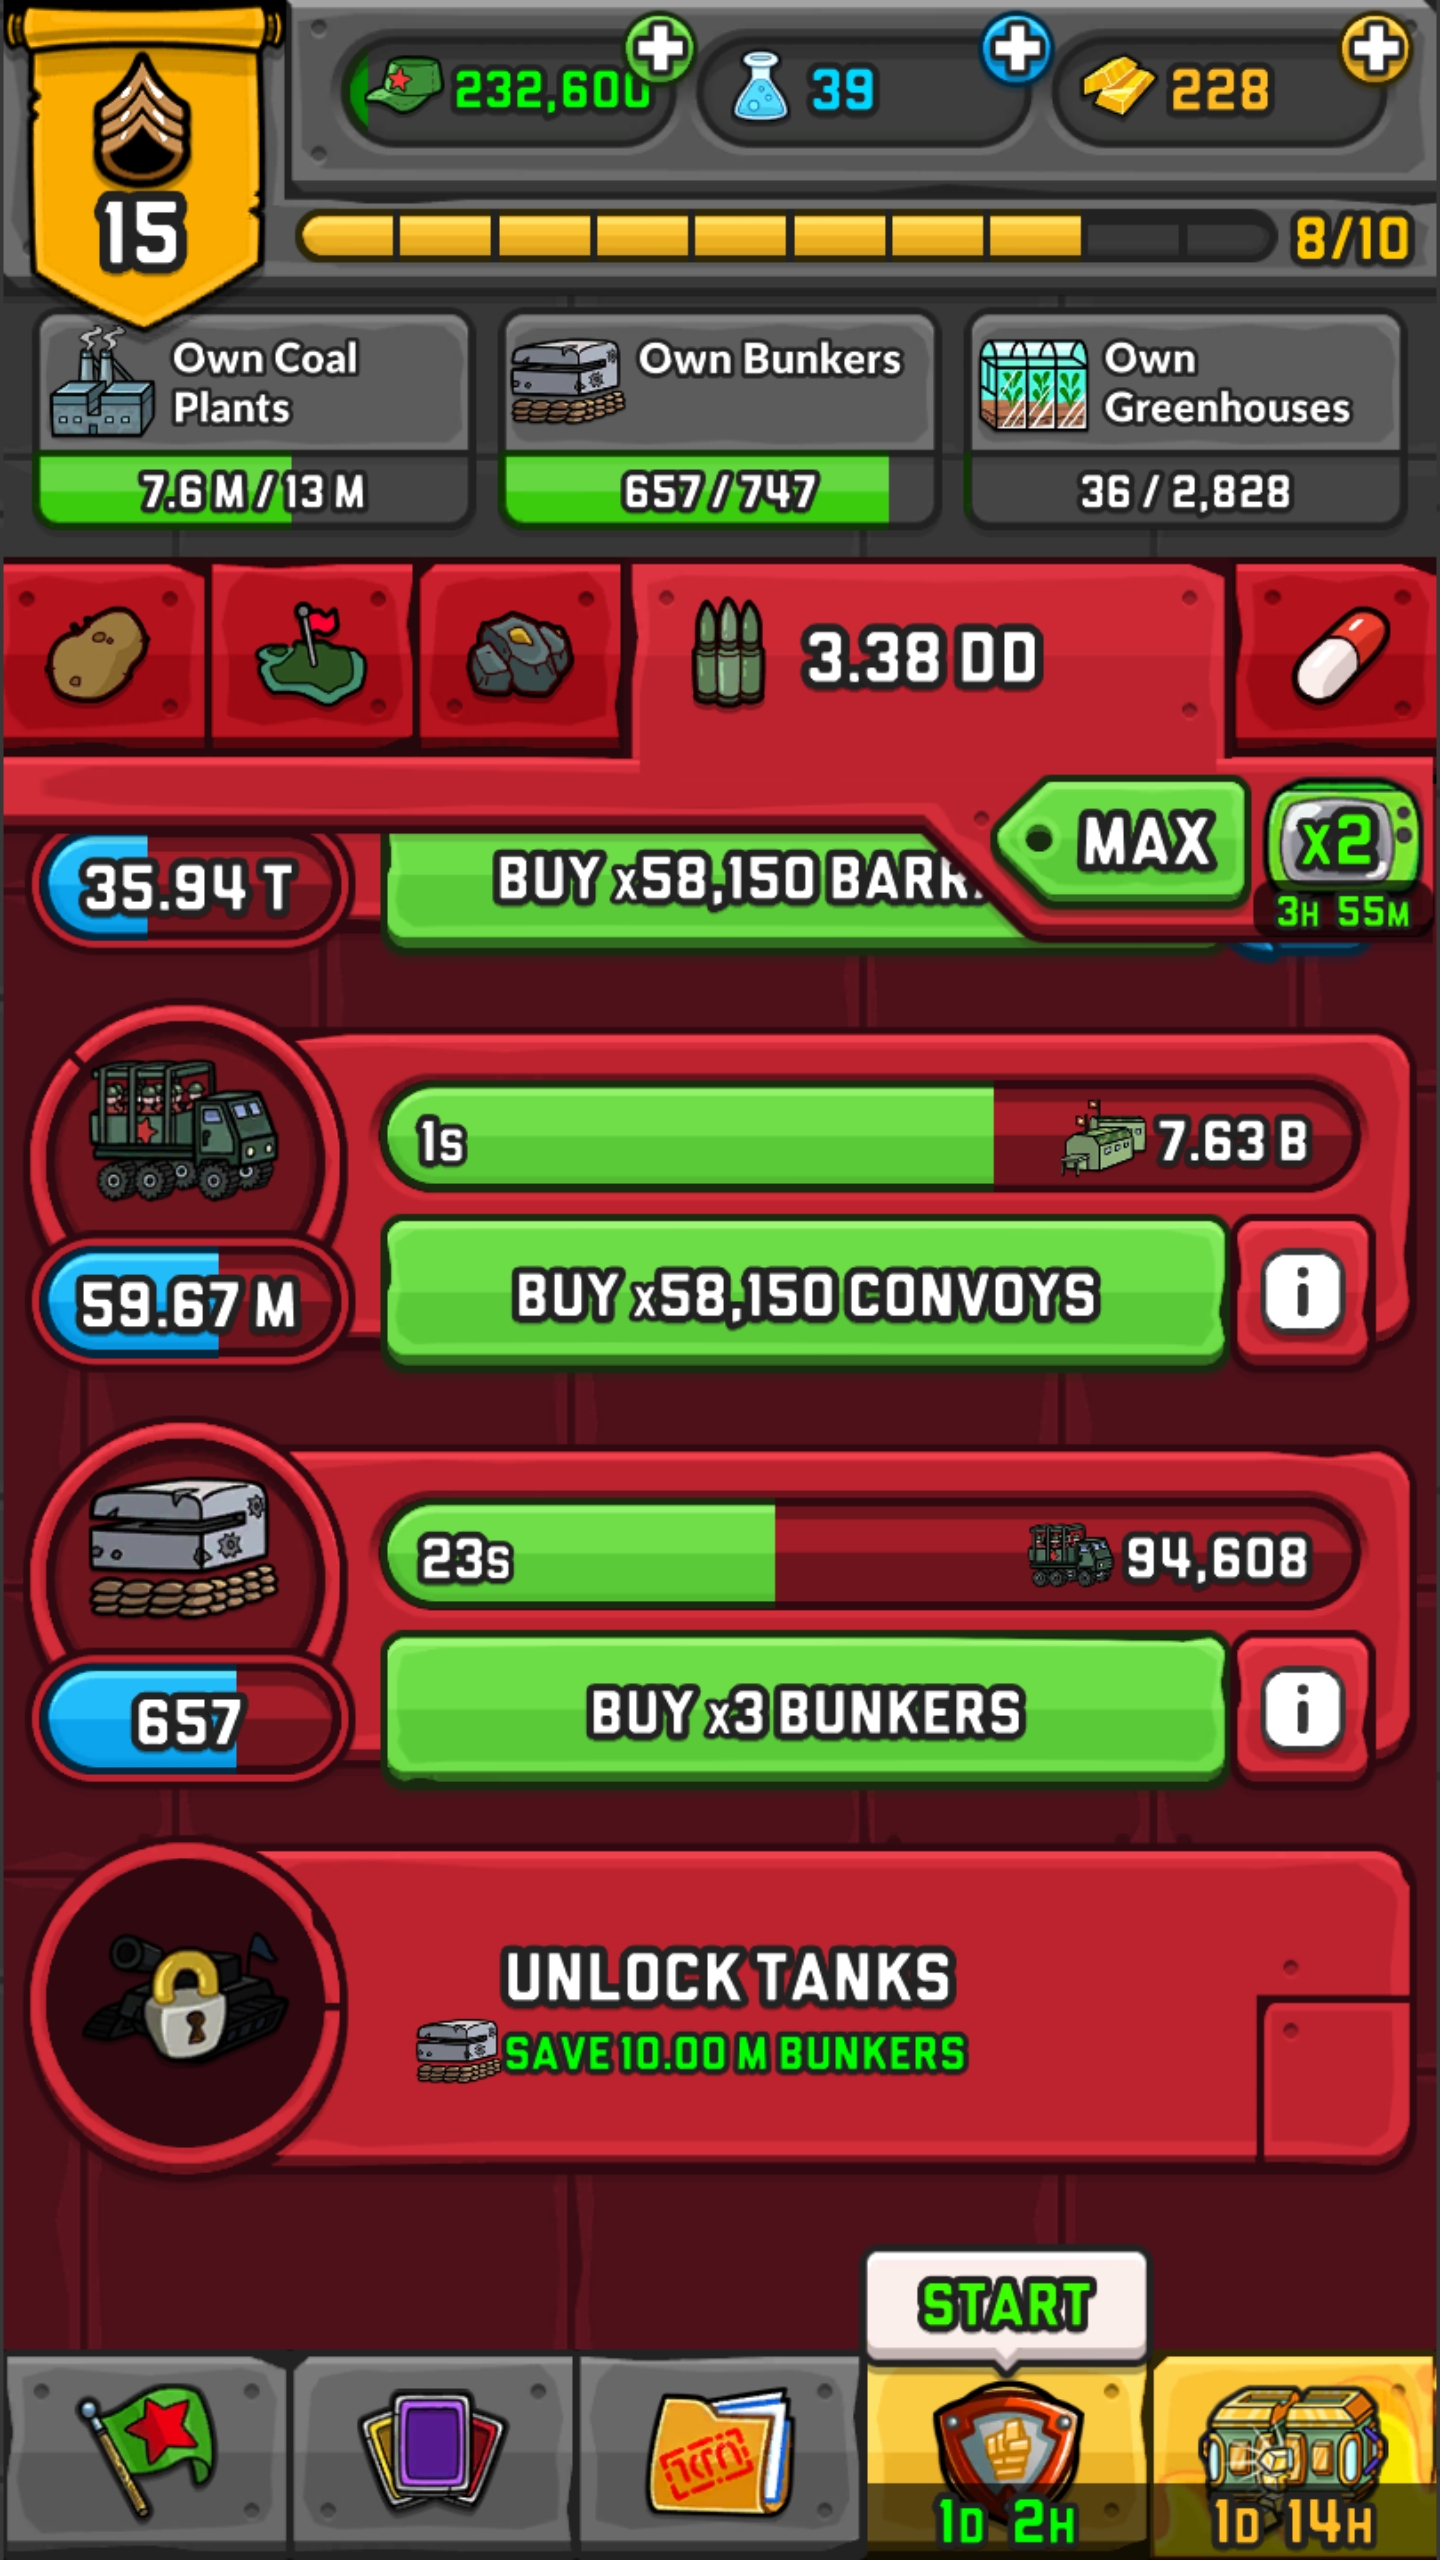 232,600
39
228
15
8/10
Own Coal
Plants
7.6 M / 13 M
Own Bunkers
657 / 747
Own
Greenhouses
36 / 2,828
3.38 DD
MAX
x2
3H 55M
35.94 T
BUY x58,150
1s
7.63 B
59.67 M
BUY x58,150 CONVOYS
i
23s
94,608
657
BUY x3 BUNKERS
i
UNLOCK TANKS
SAVE 10.00 M BUNKERS
START
1D 2H
1D 14H